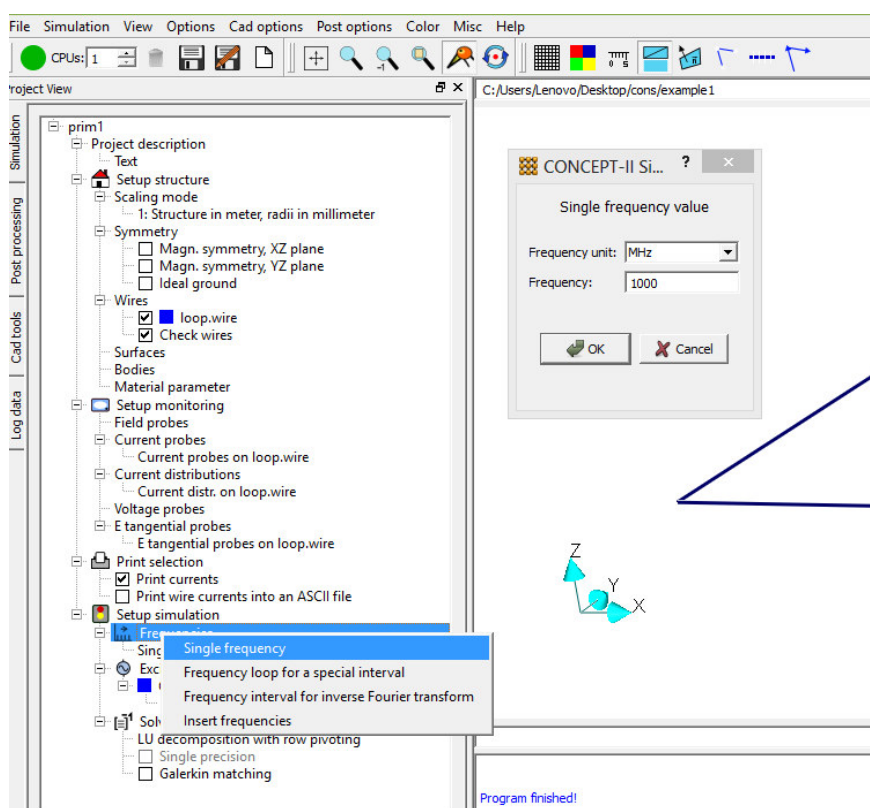 File Simulation View Options Cad options Post options Color Misc Help
CPUs: 1
Project View
C:/Users/Lenovo/Desktop/cons/example1
Simulation
Post processing
Cad tools
Log data
prim1
Project description
Text
Setup structure
Scaling mode
1: Structure in meter, radii in millimeter
Symmetry
Magn. symmetry, XZ plane
Magn. symmetry, YZ plane
Ideal ground
Wires
loop.wire
Check wires
Surfaces
Bodies
Material parameter
Setup monitoring
Field probes
Current probes
Current probes on loop.wire
Current distributions
Current distr. on loop.wire
Voltage probes
E tangential probes
E tangential probes on loop.wire
Print selection
Print currents
Print wire currents into an ASCII file
Setup simulation
Frequencies
Sing
Exc
Solv
LU decomposition with row pivoting
Single precision
Galerkin matching
Single frequency
Frequency loop for a special interval
Frequency interval for inverse Fourier transform
Insert frequencies
CONCEPT-II Si... ?
Single frequency value
Frequency unit: MHz
Frequency: 1000
OK Cancel
Z
Y
X
Program finished!